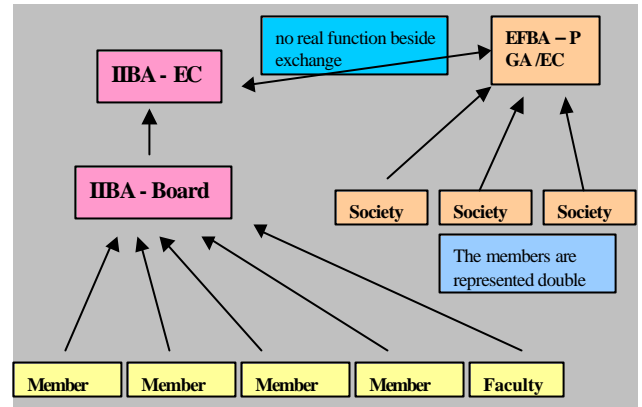 no real function beside
exchange
EFBA – P
GA /EC
IIBA - EC
IIBA - Board
Society
Society
Society
The members are
represented double
Member
Member
Member
Member
Faculty